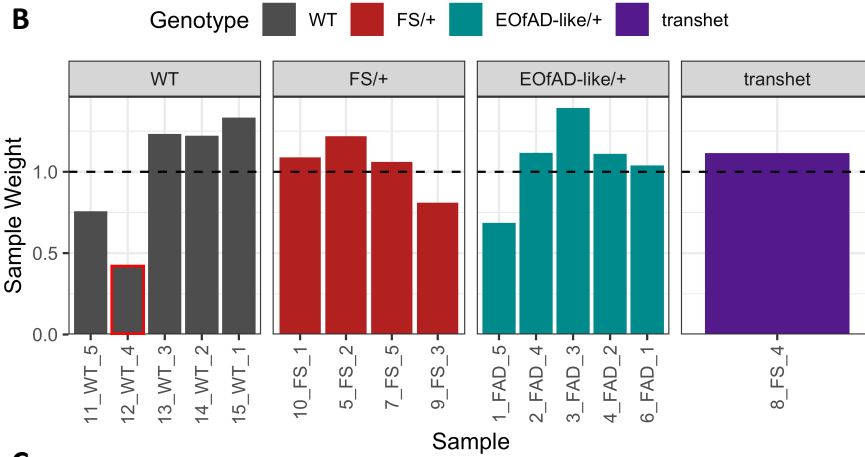 B
Genotype WT FS/+ EOfAD-like/+ transhet
WT FS/+ EOfAD-like/+ transhet
Sample Weight
1.0
0.5
0.0
11_WT_5 12_WT_4 13_WT_3 14_WT_2 15_WT_1 10_FS_1 5_FS_2 7_FS_5 9_FS_3 1_FAD_5 2_FAD_4 3_FAD_3 4_FAD_2 6_FAD_1 8_FS_4
Sample